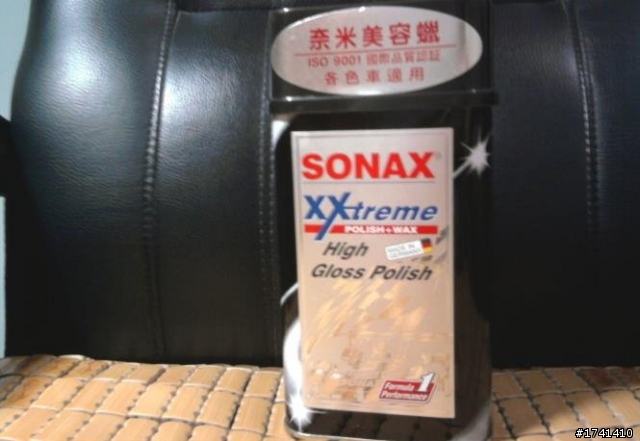 奈米美容蠟
ISO 9001 國際品質認証
各色車適用
SONAX®
XXtreme
POLISH+WAX
High
MADE IN
GERMANY
Gloss Polish
Formula 1
Performance
#1741410